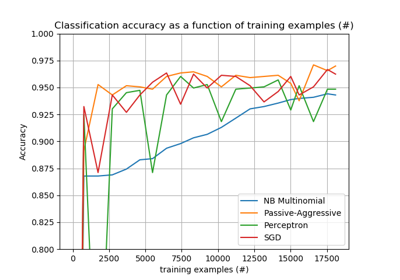 Classification accuracy as a function of training examples (#)
1.000
0.975
0.950
0.925
0.900
0.875
0.850
0.825
0.800
Accuracy
NB Multinomial
Passive-Aggressive
Perceptron
SGD
0 2500 5000 7500 10000 12500 15000 17500
training examples (#)